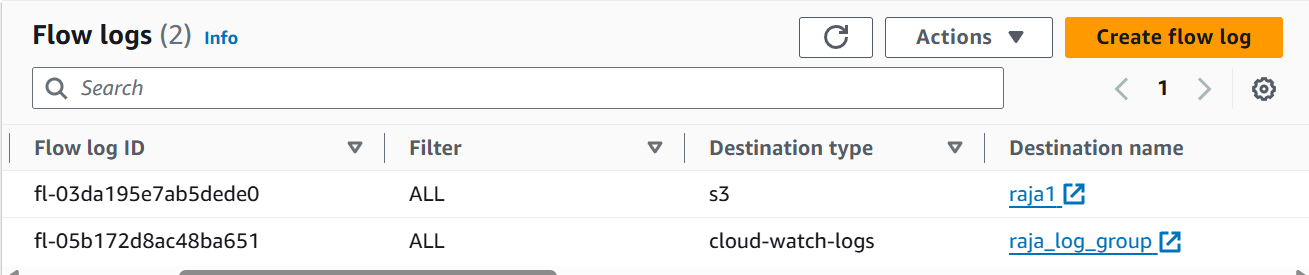 Flow logs (2) Info
Actions
Create flow log
Search
1
Flow log ID Filter Destination type Destination name
fl-03da195e7ab5dede0 ALL s3 raja1
fl-05b172d8ac48ba651 ALL cloud-watch-logs raja_log_group